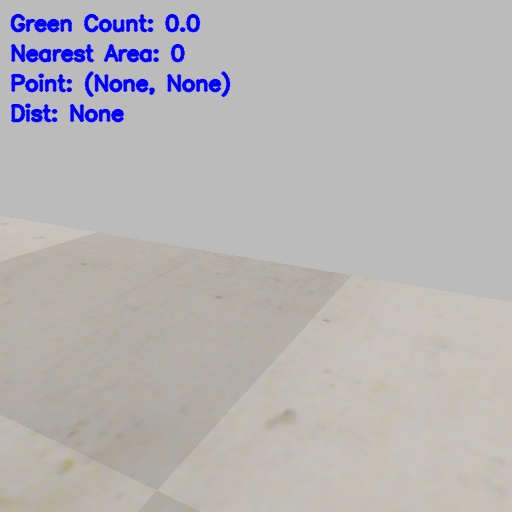 Green Count: 0.0
Nearest Area: 0
Point: (None, None)
Dist: None